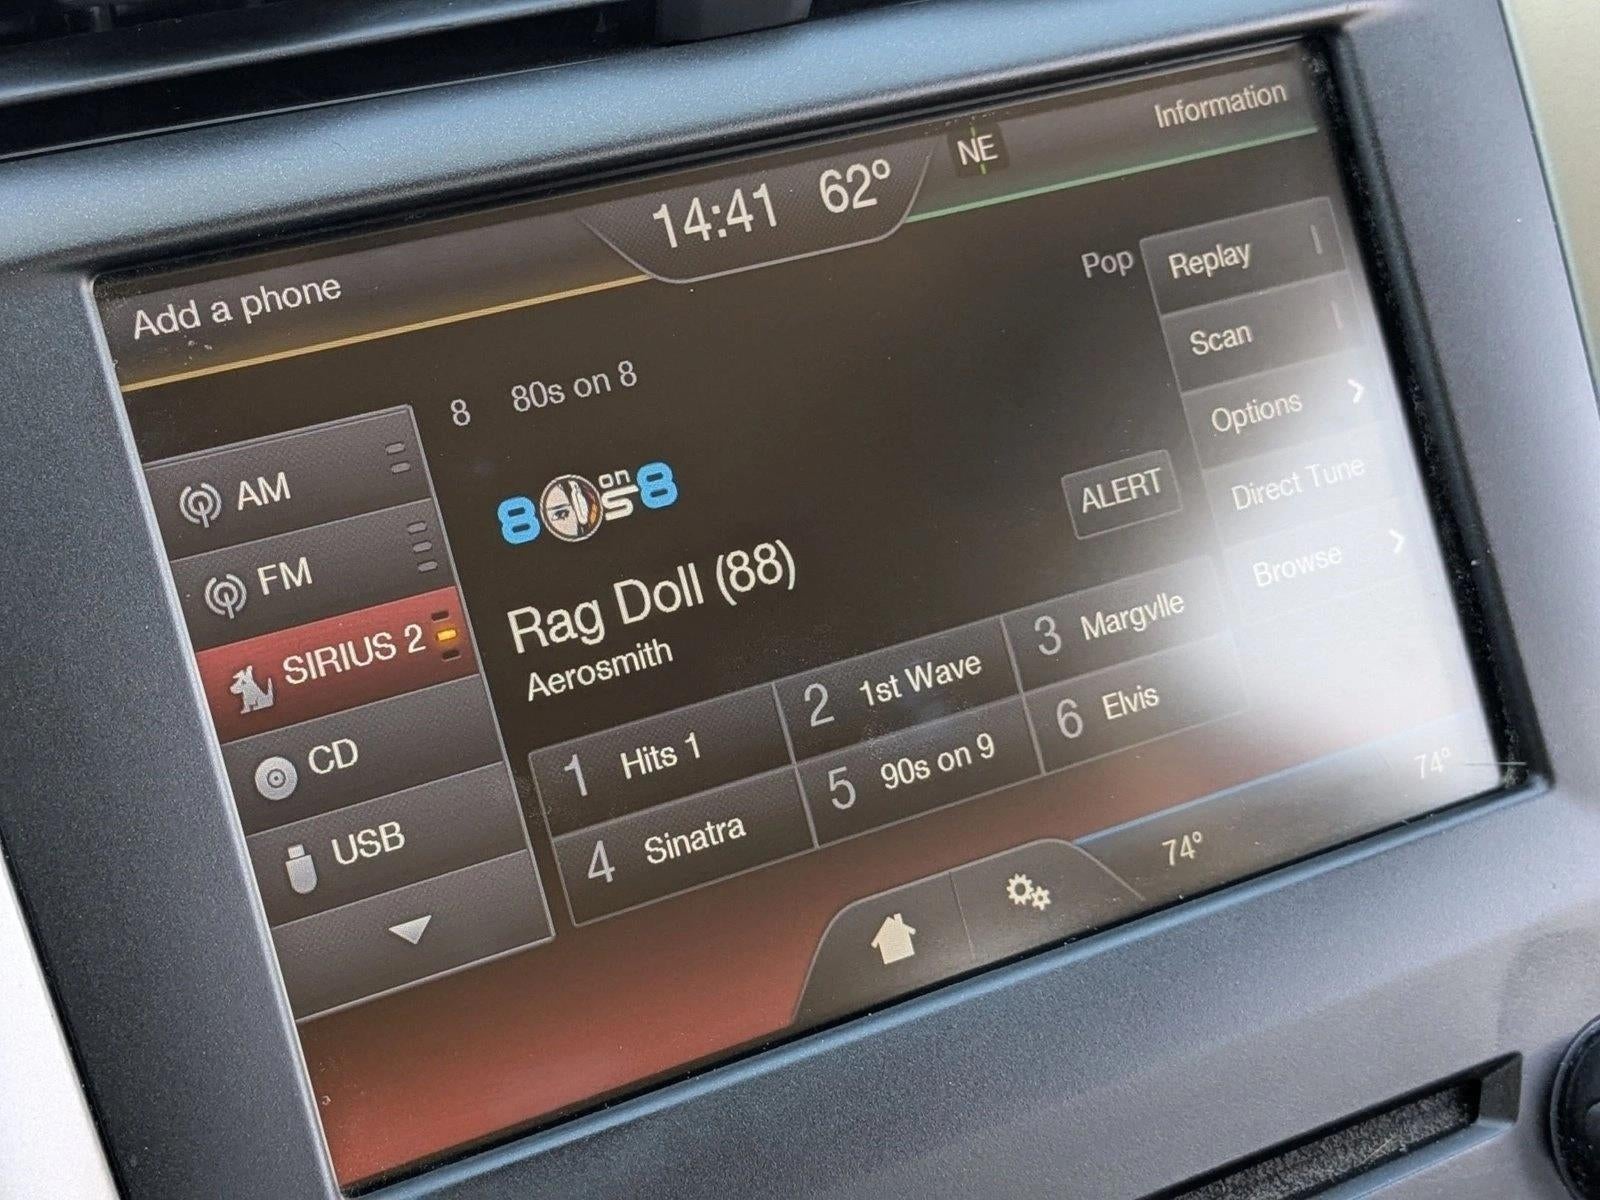 Information
NE
14:41 62°
Add a phone
Pop
8 80s on 8
80s on 8
Rag Doll (88)
Aerosmith
ALERT
AM
FM
SIRIUS 2
CD
USB
1 Hits 1
2 1st Wave
3 Margvlle
4 Sinatra
5 90s on 9
6 Elvis
Replay
Scan
Options
Direct Tune
Browse
74°
74°